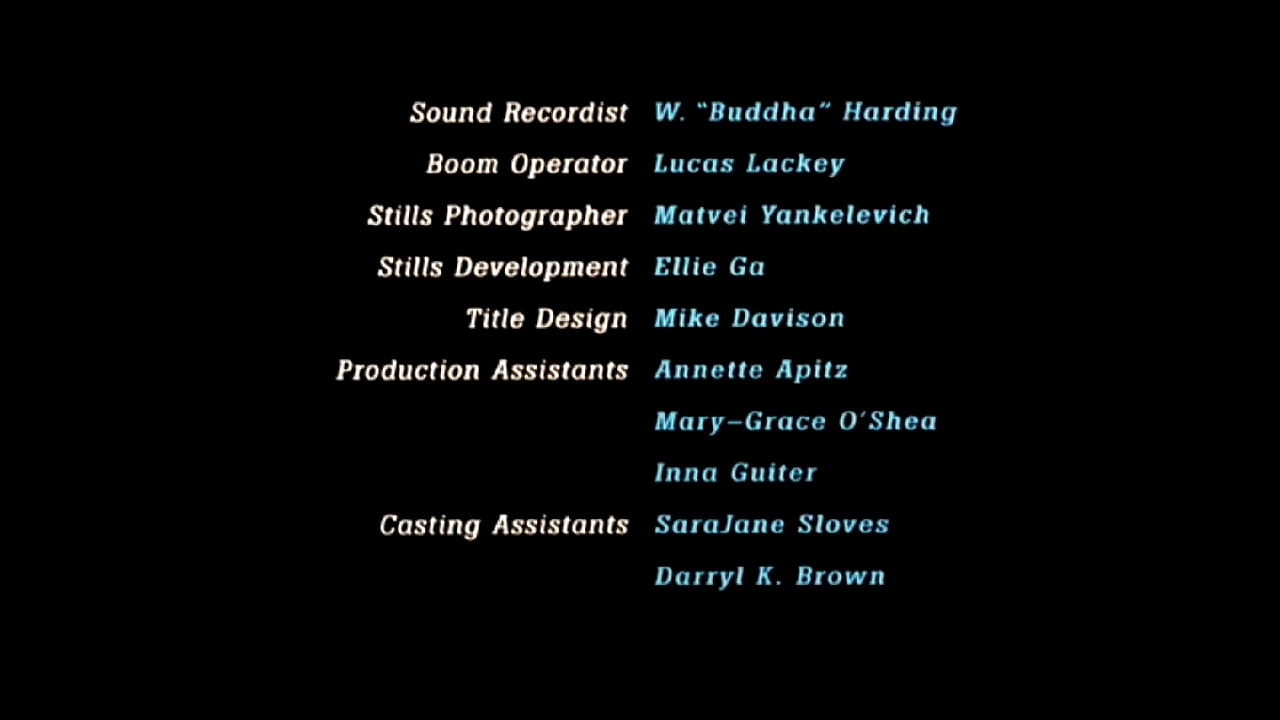 Sound Recordist W. “Buddha” Harding
Boom Operator Lucas Lackey
Stills Photographer Matvei Yankelevich
Stills Development Ellie Ga
Title Design Mike Davison
Production Assistants Annette Apitz
Mary–Grace O'Shea
Inna Guiter
Casting Assistants SaraJane Sloves
Darryl K. Brown